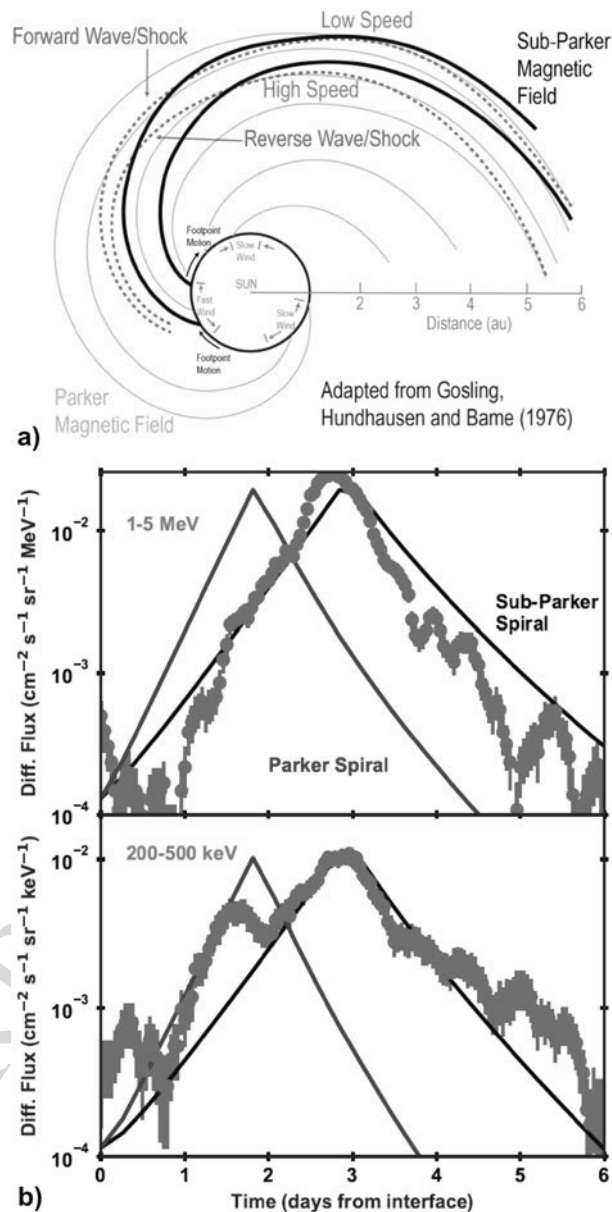 Low Speed
Forward Wave/Shock
Sub-Parker
Magnetic
Field
High Speed
Reverse Wave/Shock
Footpoint
Motion
Slow
Wind
SUN
Fast
Wind
Slow
Wind
1 2 3 4 5 6
Distance (au)
Footpoint
Motion
Parker
Magnetic Field
Adapted from Gosling,
Hundhausen and Bame (1976)
a)
Diff. Flux (cm⁻² s⁻¹ sr⁻¹ MeV⁻¹)
10⁻²
10⁻³
10⁻⁴
1-5 MeV
Sub-Parker
Spiral
Parker Spiral
Diff. Flux (cm⁻² s⁻¹ sr⁻¹ keV⁻¹)
10⁻²
10⁻³
10⁻⁴
200-500 keV
0 1 2 3 4 5 6
Time (days from interface)
b)